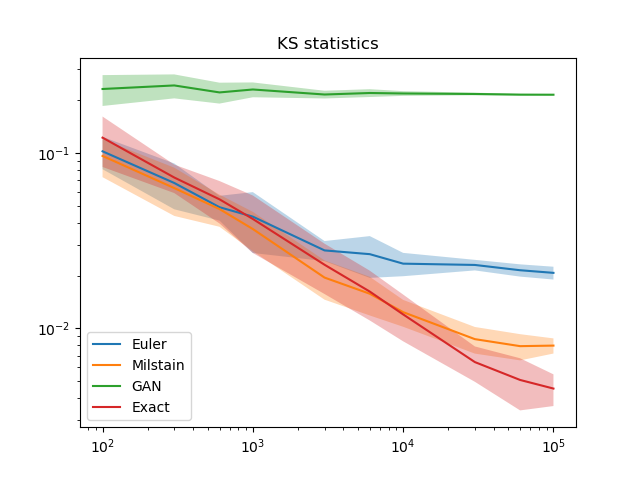 KS statistics
10⁻¹
10⁻²
Euler
Milstain
GAN
Exact
10² 10³ 10⁴ 10⁵